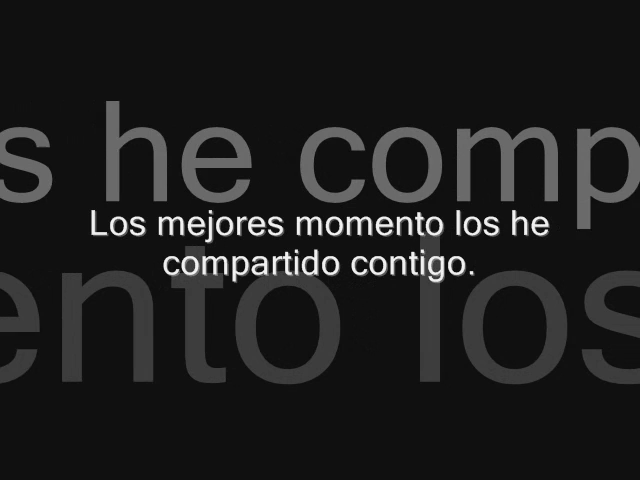 s he comp
Los mejores momento los he
compartido contigo.
ento los